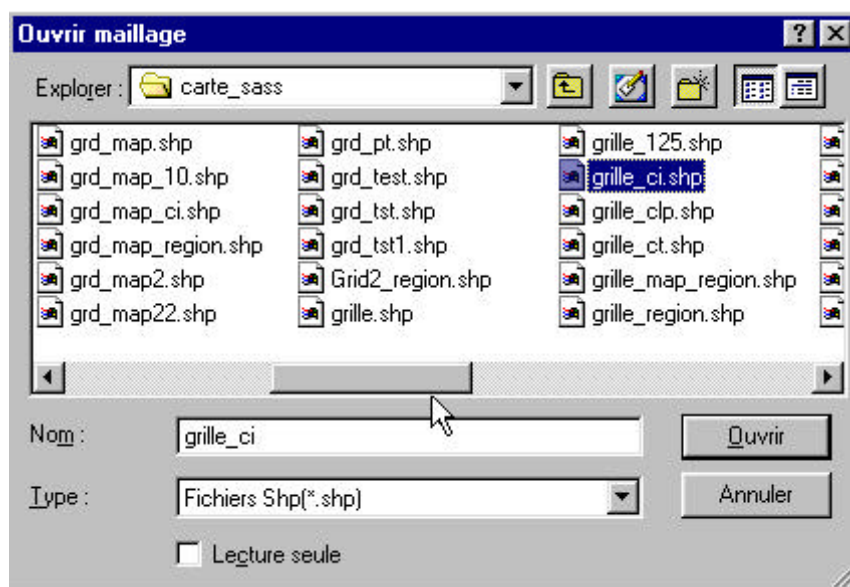 Ouvrir maillage
Explorer : carte_sass
grd_map.shp grd_pt.shp grille_125.shp
grd_map_10.shp grd_test.shp grille_ci.shp
grd_map_ci.shp grd_tst.shp grille_clp.shp
grd_map_region.shp grd_tst1.shp grille_ct.shp
grd_map2.shp Grid2_region.shp grille_map_region.shp
grd_map22.shp grille.shp grille_region.shp
Nom : grille_ci Ouvrir
Type : Fichiers Shp(*.shp) Annuler
Lecture seule